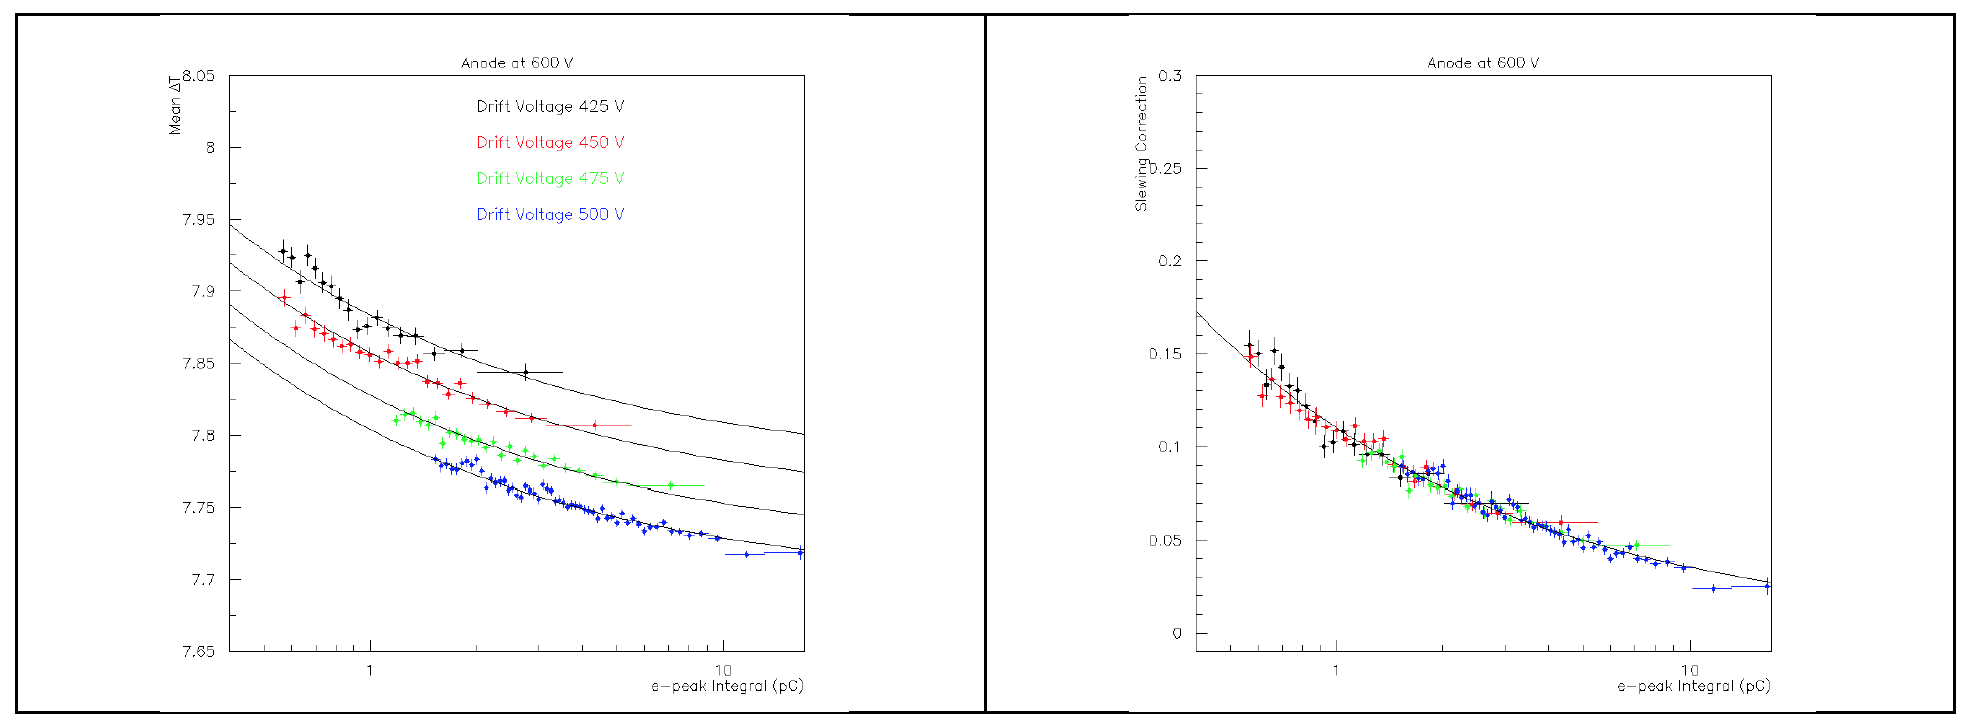 Anode at 600 V
Mean ΔT
8.05
8
7.95
7.9
7.85
7.8
7.75
7.7
7.65
Drift Voltage 425 V
Drift Voltage 450 V
Drift Voltage 475 V
Drift Voltage 500 V
1
10
e-peak Integral (pC)
Anode at 600 V
Slewing Correction
0.3
0.25
0.2
0.15
0.1
0.05
0
1
10
e-peak Integral (pC)